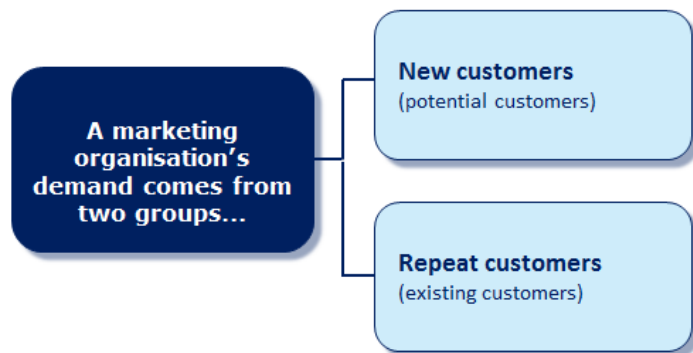 A marketing
organisation's
demand comes from
two groups...
New customers
(potential customers)
Repeat customers
(existing customers)